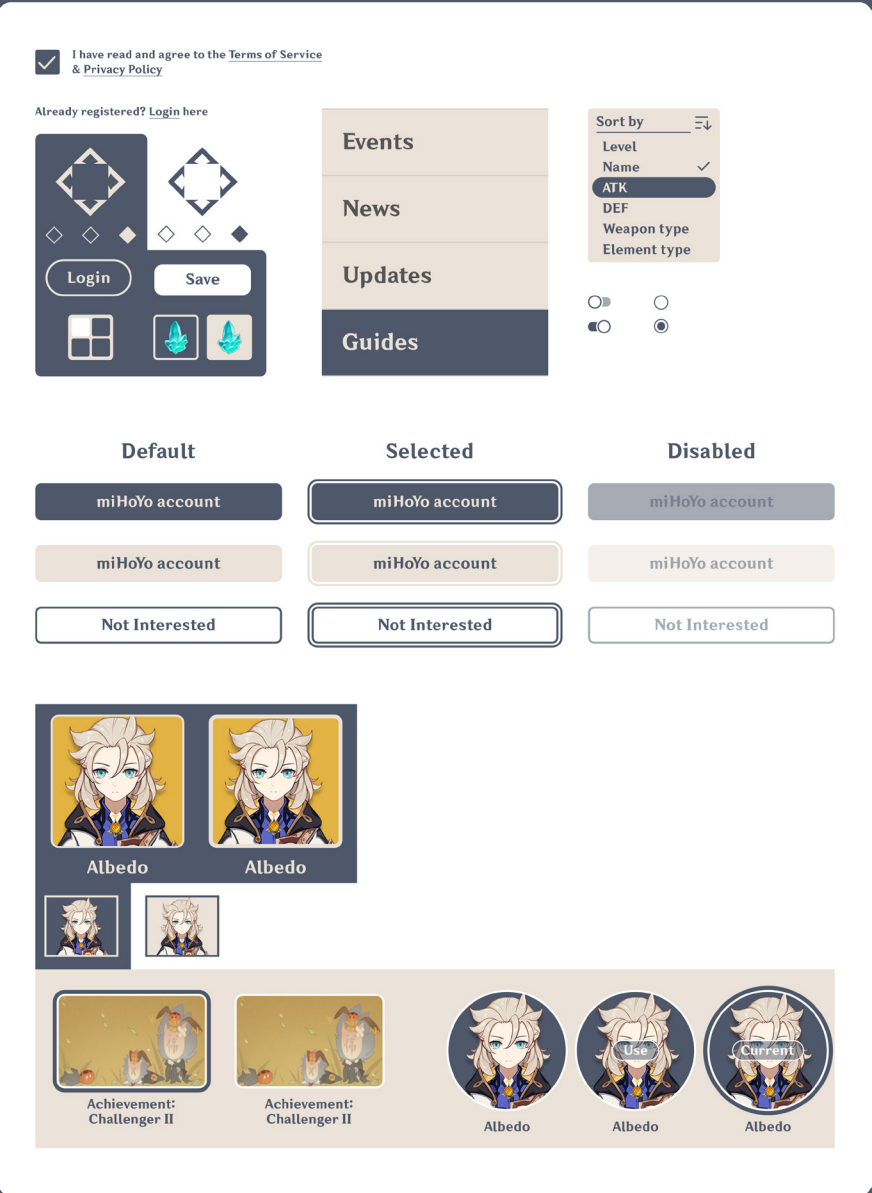 I have read and agree to the Terms of Service
& Privacy Policy
Already registered? Login here
Login
Save
Events
News
Updates
Guides
Sort by
Level
Name
ATK
DEF
Weapon type
Element type
Default
Selected
Disabled
miHoYo account
miHoYo account
miHoYo account
miHoYo account
miHoYo account
miHoYo account
Not Interested
Not Interested
Not Interested
Albedo
Albedo
Achievement:
Challenger II
Achievement:
Challenger II
Use
Current
Albedo
Albedo
Albedo